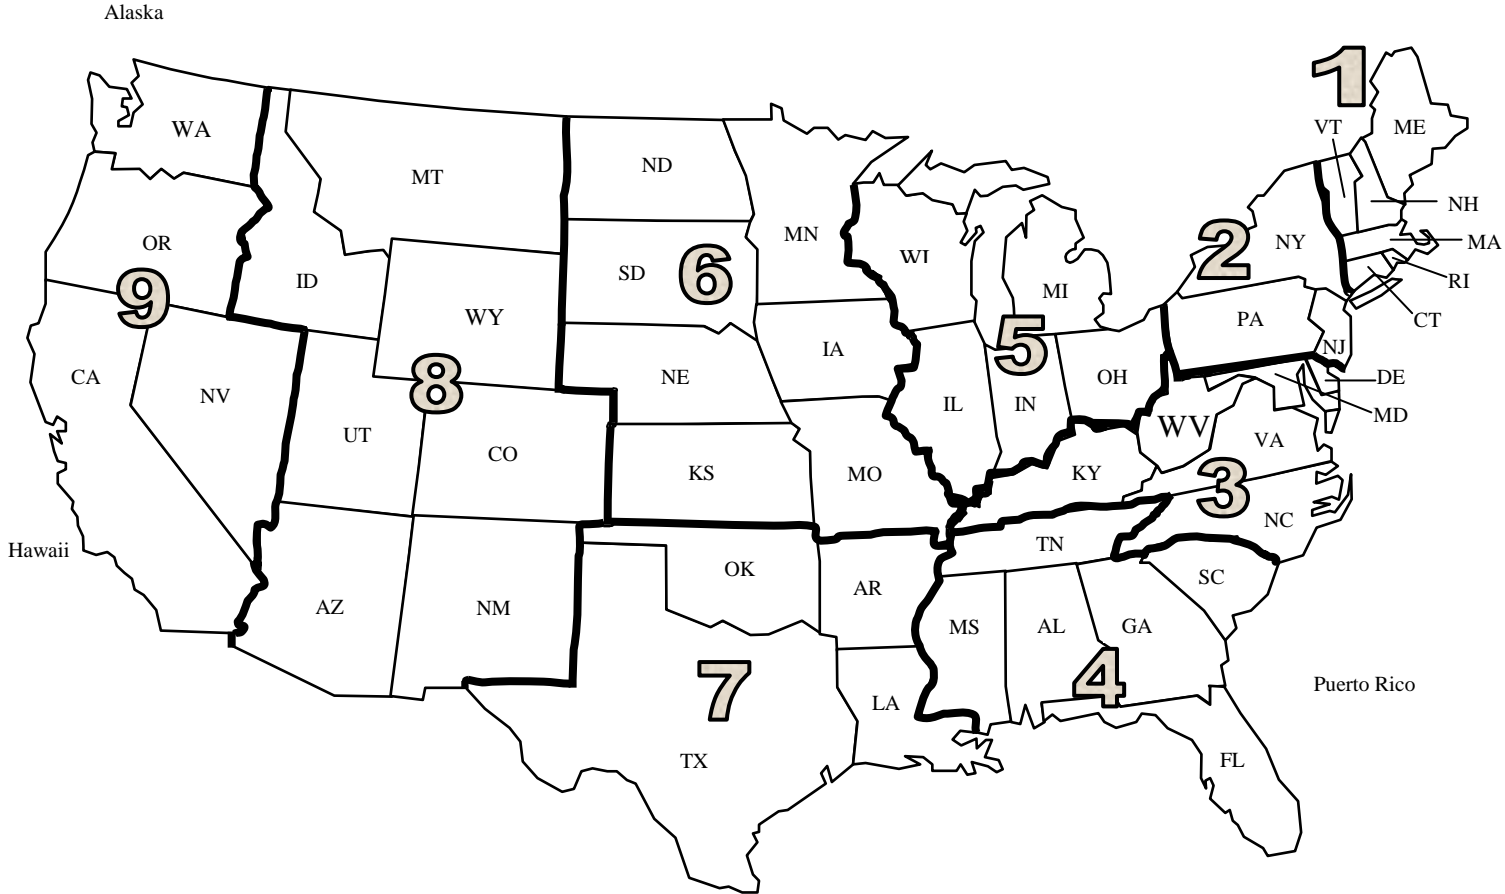 Alaska
1
VT
ME
WA
ND
MT
NH
MN
OR
NY
MA
2
WI
SD
6
ID
RI
MI
9
WY
PA
CT
5
NJ
IA
CA
NE
OH
DE
8
NV
IL
IN
MD
WV
UT
VA
CO
KS
MO
KY
3
NC
Hawaii
TN
OK
SC
AR
AZ
NM
MS
AL
GA
4
Puerto Rico
7
LA
TX
FL